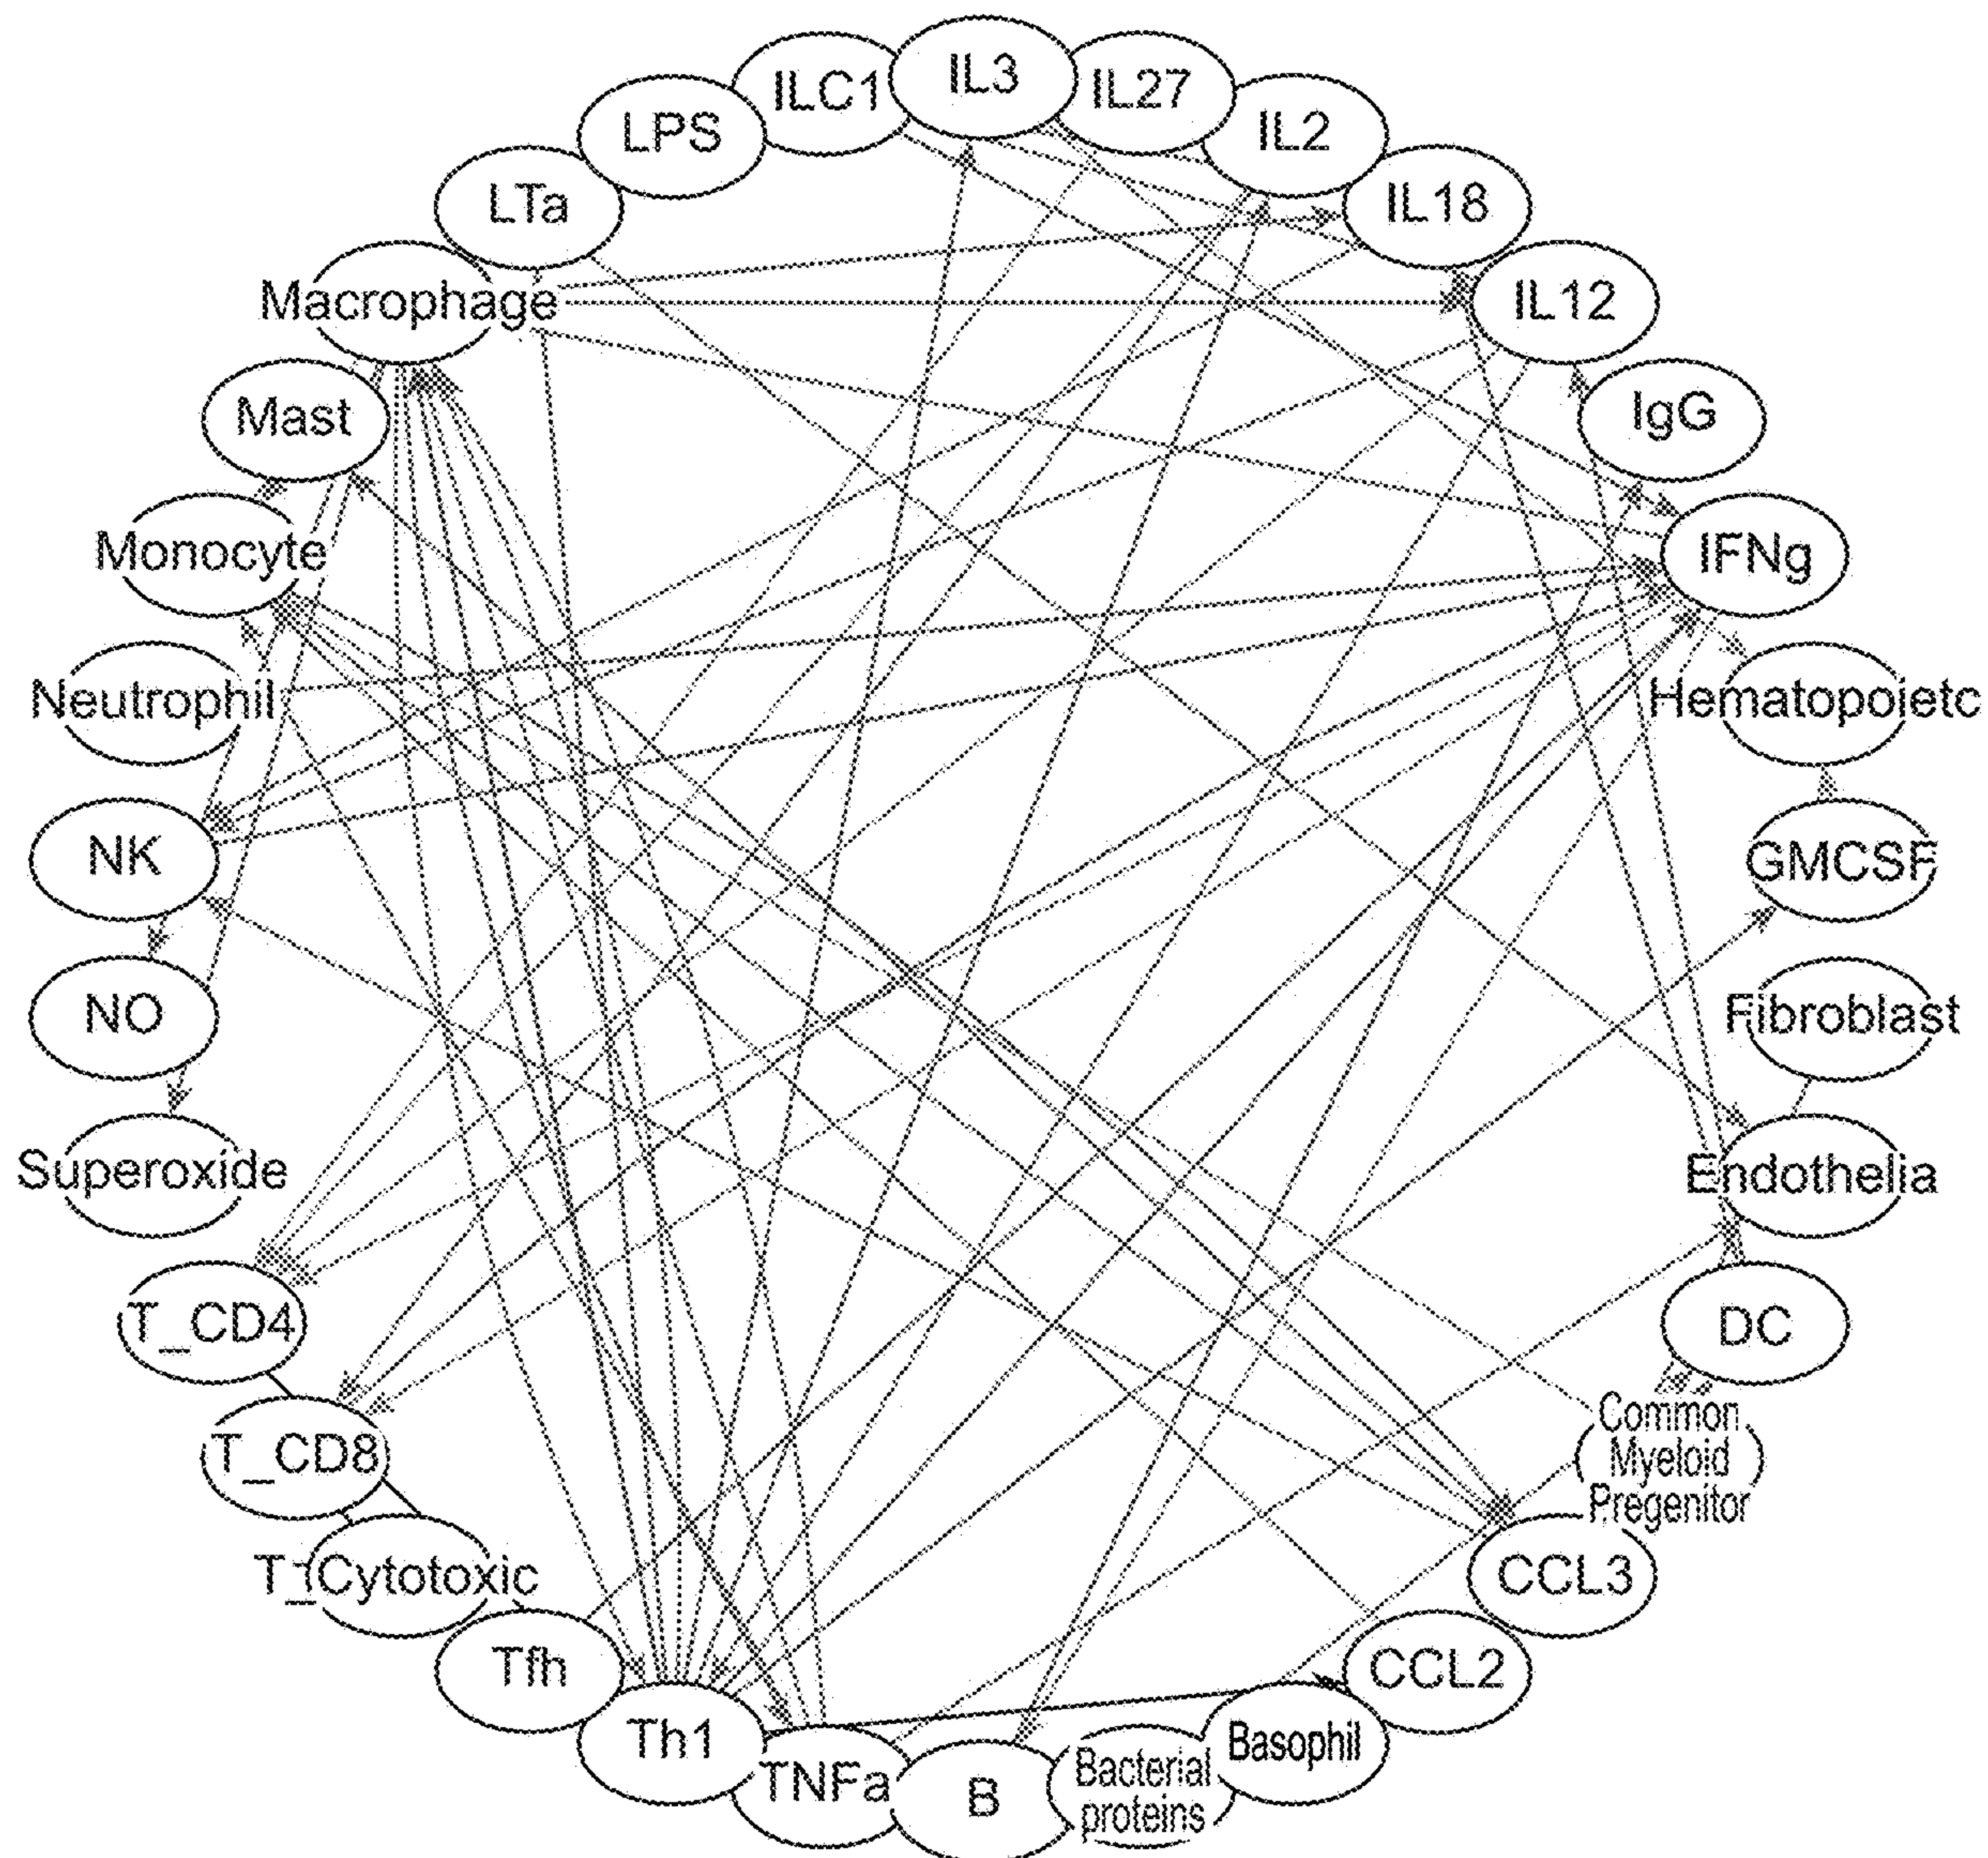 IL3
ILC1
IL27
LPS
IL2
LTa
IL18
Macrophage
IL12
Mast
IgG
Monocyte
IFNg
Neutrophil
Hematopoietc
NK
GMCSF
NO
Fibroblast
Superoxide
Endothelia
T_CD4
DC
T_CD8
Common
Myeloid
Pregenitor
T_Cytotoxic
CCL3
Tfh
CCL2
Th1
Basophil
TNFa
B
Bacterial
proteins